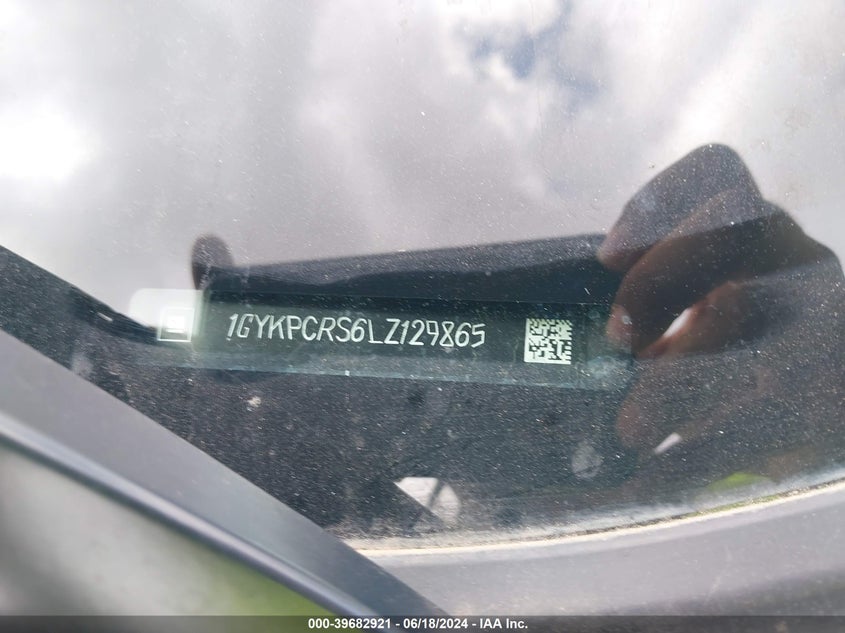 1GYKPCRS6LZ129865
000-39682921 / 06/18/2024 - IAA Inc.